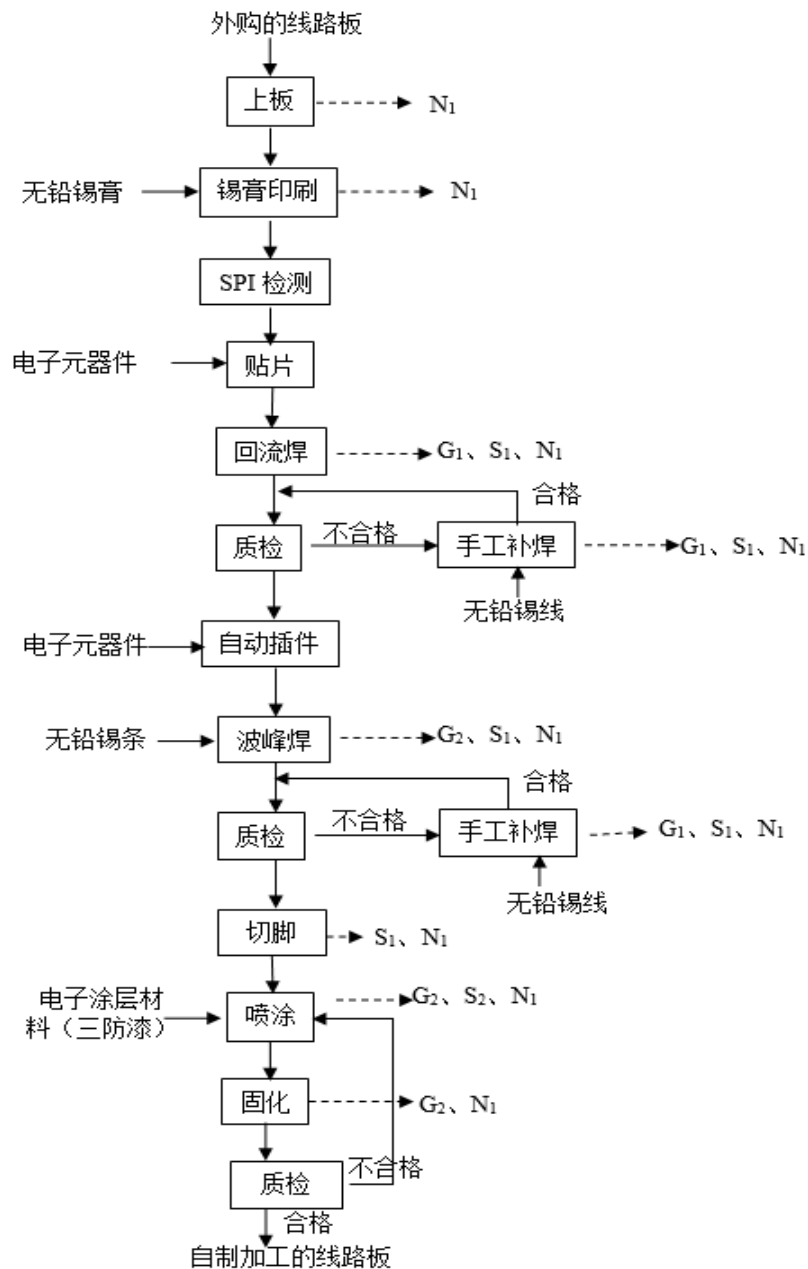 外购的线路板
上板
N₁
无铅锡膏
锡膏印刷
N₁
SPI 检测
电子元器件
贴片
回流焊
G₁、S₁、N₁
合格
质检
不合格
手工补焊
G₁、S₁、N₁
无铅锡线
电子元器件
自动插件
无铅锡条
波峰焊
G₂、S₁、N₁
合格
质检
不合格
手工补焊
G₁、S₁、N₁
无铅锡线
切脚
S₁、N₁
电子涂层材
料（三防漆）
喷涂
G₂、S₂、N₁
固化
G₂、N₁
质检
不合格
合格
自制加工的线路板